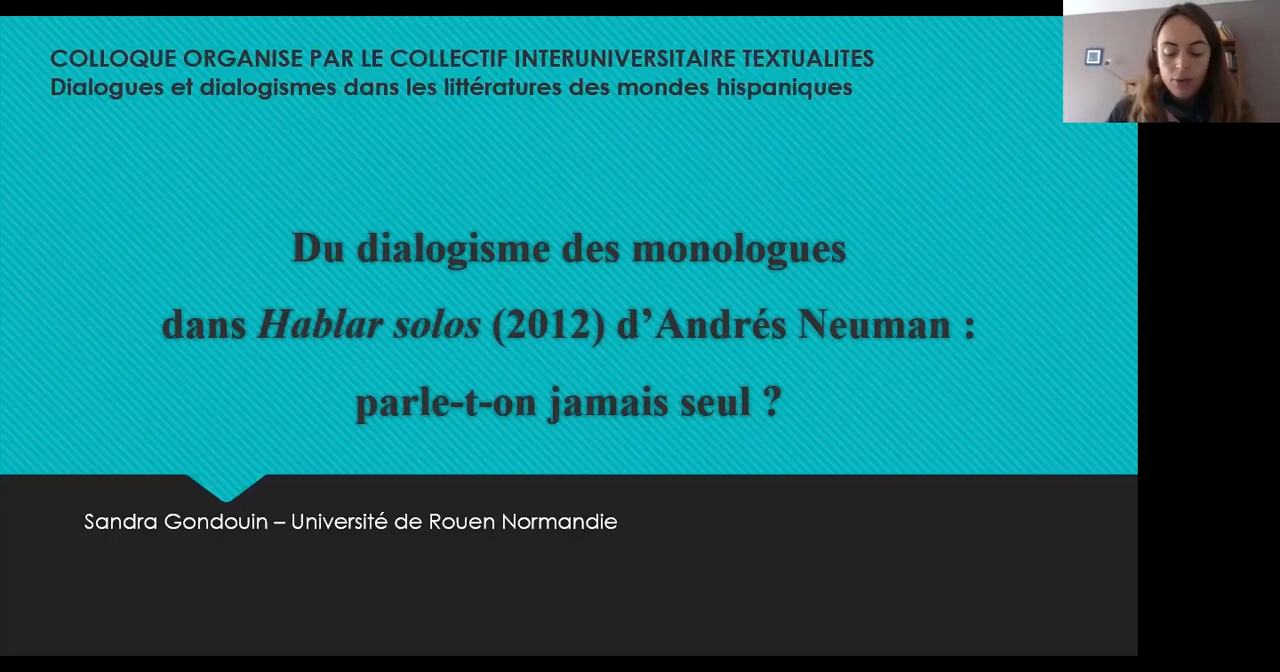 COLLOQUE ORGANISE PAR LE COLLECTIF INTERUNIVERSITAIRE TEXTUALITES
Dialogues et dialogismes dans les littératures des mondes hispaniques
Du dialogisme des monologues
dans Hablar solos (2012) d’Andrés Neuman :
parle-t-on jamais seul ?
Sandra Gondouin – Université de Rouen Normandie